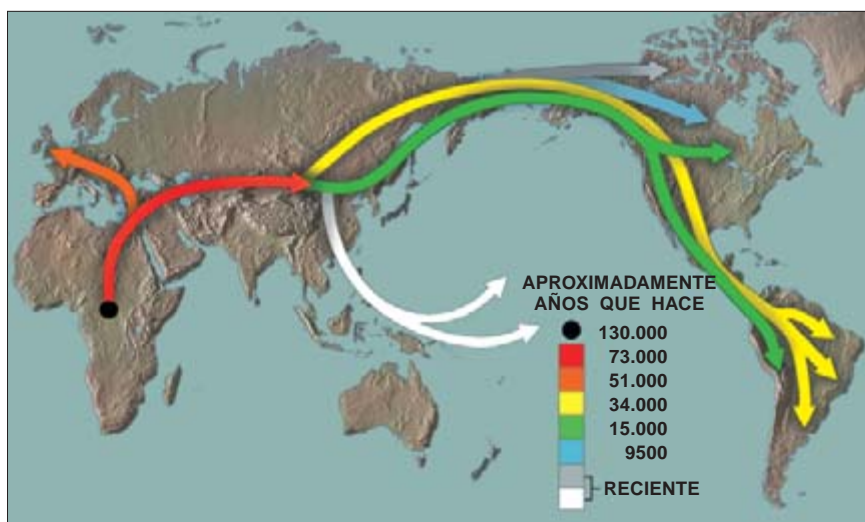 APROXIMADAMENTE
AÑOS QUE HACE
130.000
73.000
51.000
34.000
15.000
9500
RECIENTE